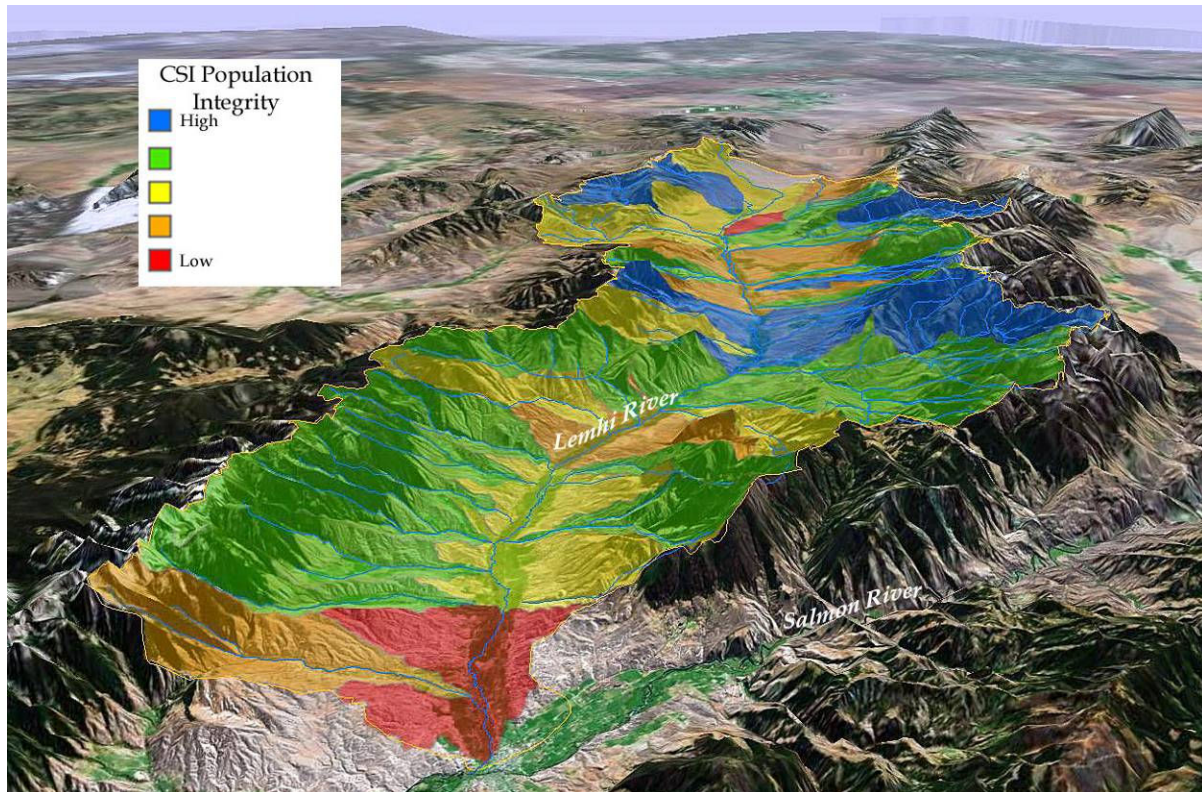 CSI Population
Integrity
High
Low
Lemhi River
Salmon River